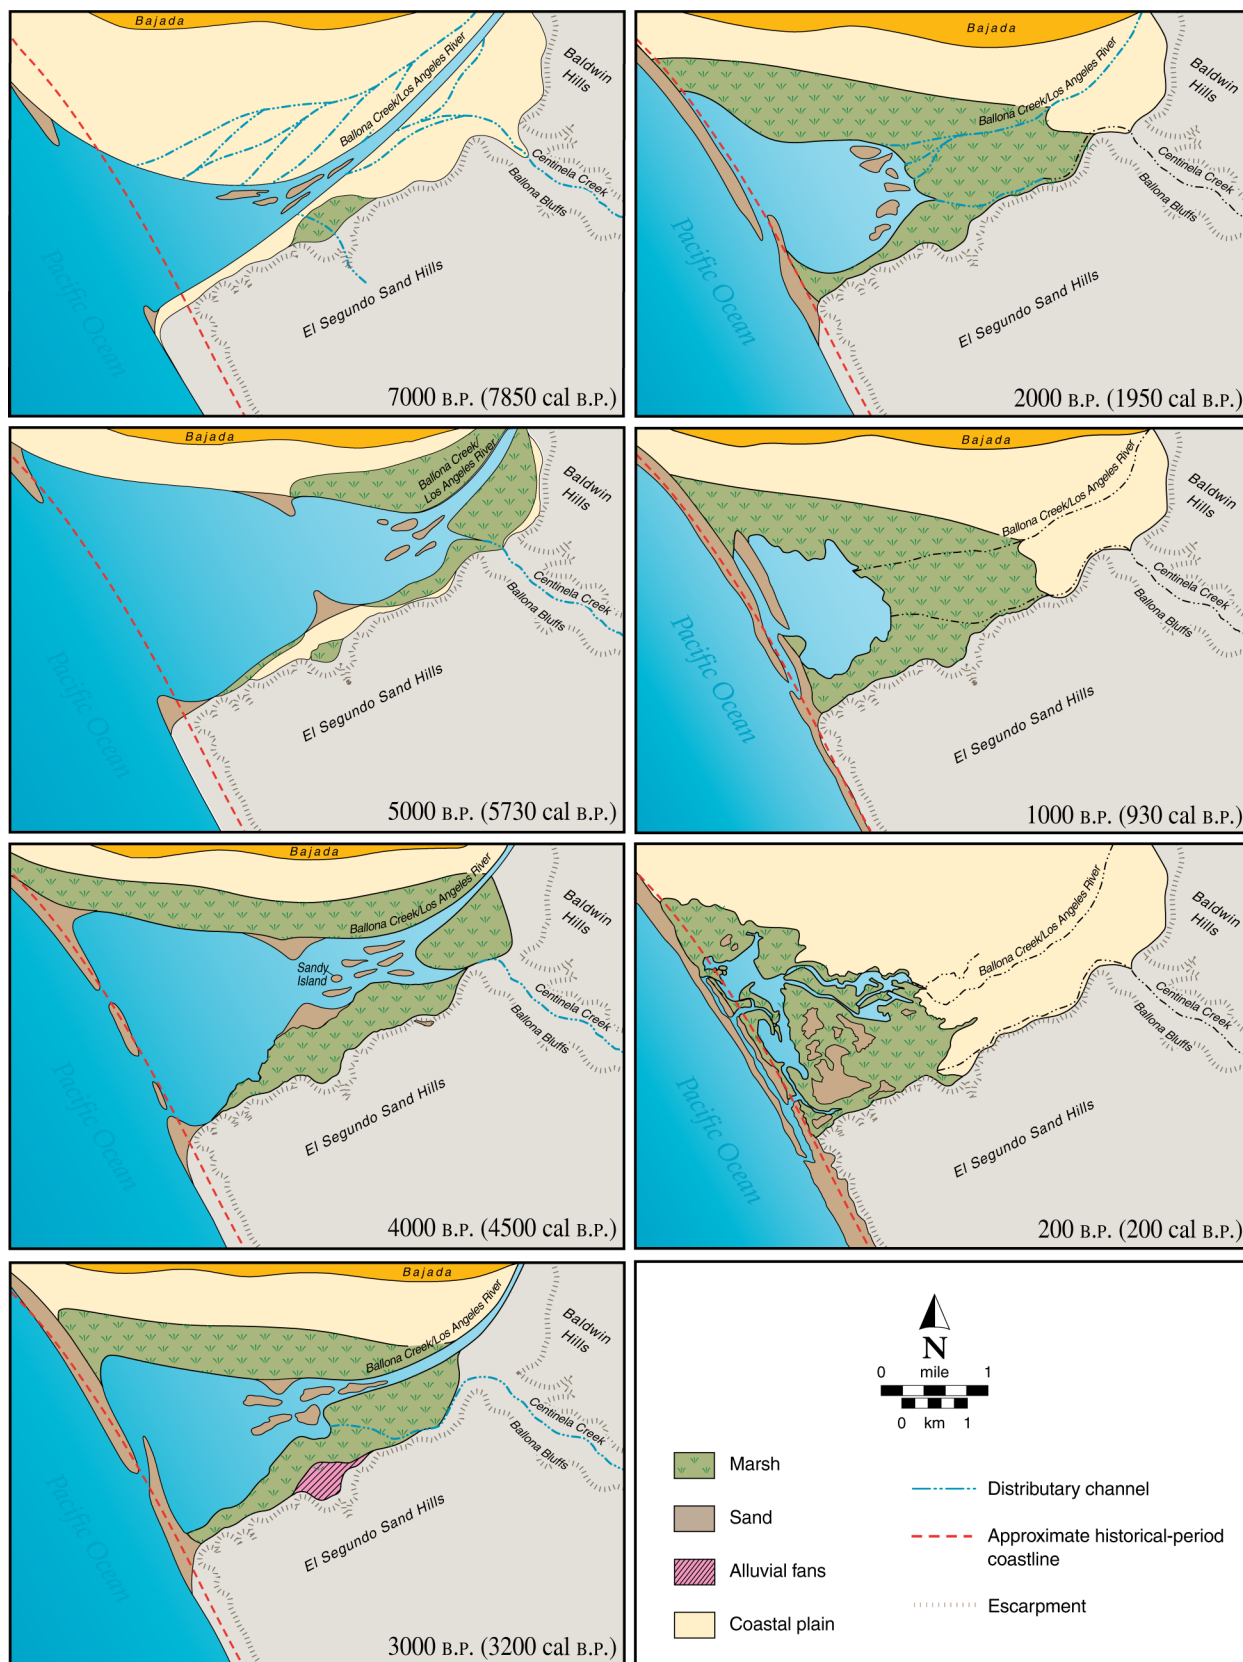 Bajada
Ballona Creek/Los Angeles River
Baldwin
Hills
Centinela Creek
Ballona Bluffs
Pacific Ocean
El Segundo Sand Hills
7000 B.P. (7850 cal B.P.)
Bajada
Ballona Creek/Los Angeles River
Baldwin
Hills
Centinela Creek
Ballona Bluffs
Pacific Ocean
El Segundo Sand Hills
2000 B.P. (1950 cal B.P.)
Bajada
Ballona Creek/
Los Angeles River
Baldwin
Hills
Centinela Creek
Ballona Bluffs
Pacific Ocean
El Segundo Sand Hills
5000 B.P. (5730 cal B.P.)
Bajada
Ballona Creek/Los Angeles River
Baldwin
Hills
Centinela Creek
Ballona Bluffs
Pacific Ocean
El Segundo Sand Hills
1000 B.P. (930 cal B.P.)
Bajada
Ballona Creek/Los Angeles River
Baldwin
Hills
Sandy
Island
Centinela Creek
Ballona Bluffs
Pacific Ocean
El Segundo Sand Hills
4000 B.P. (4500 cal B.P.)
Ballona Creek/Los Angeles River
Baldwin
Hills
Centinela Creek
Ballona Bluffs
Pacific Ocean
El Segundo Sand Hills
200 B.P. (200 cal B.P.)
Bajada
Ballona Creek/Los Angeles River
Baldwin
Hills
Centinela Creek
Ballona Bluffs
Pacific Ocean
El Segundo Sand Hills
3000 B.P. (3200 cal B.P.)
N
0 mile 1
0 km 1
Marsh
Sand
Alluvial fans
Coastal plain
Distributary channel
Approximate historical-period
coastline
Escarpment